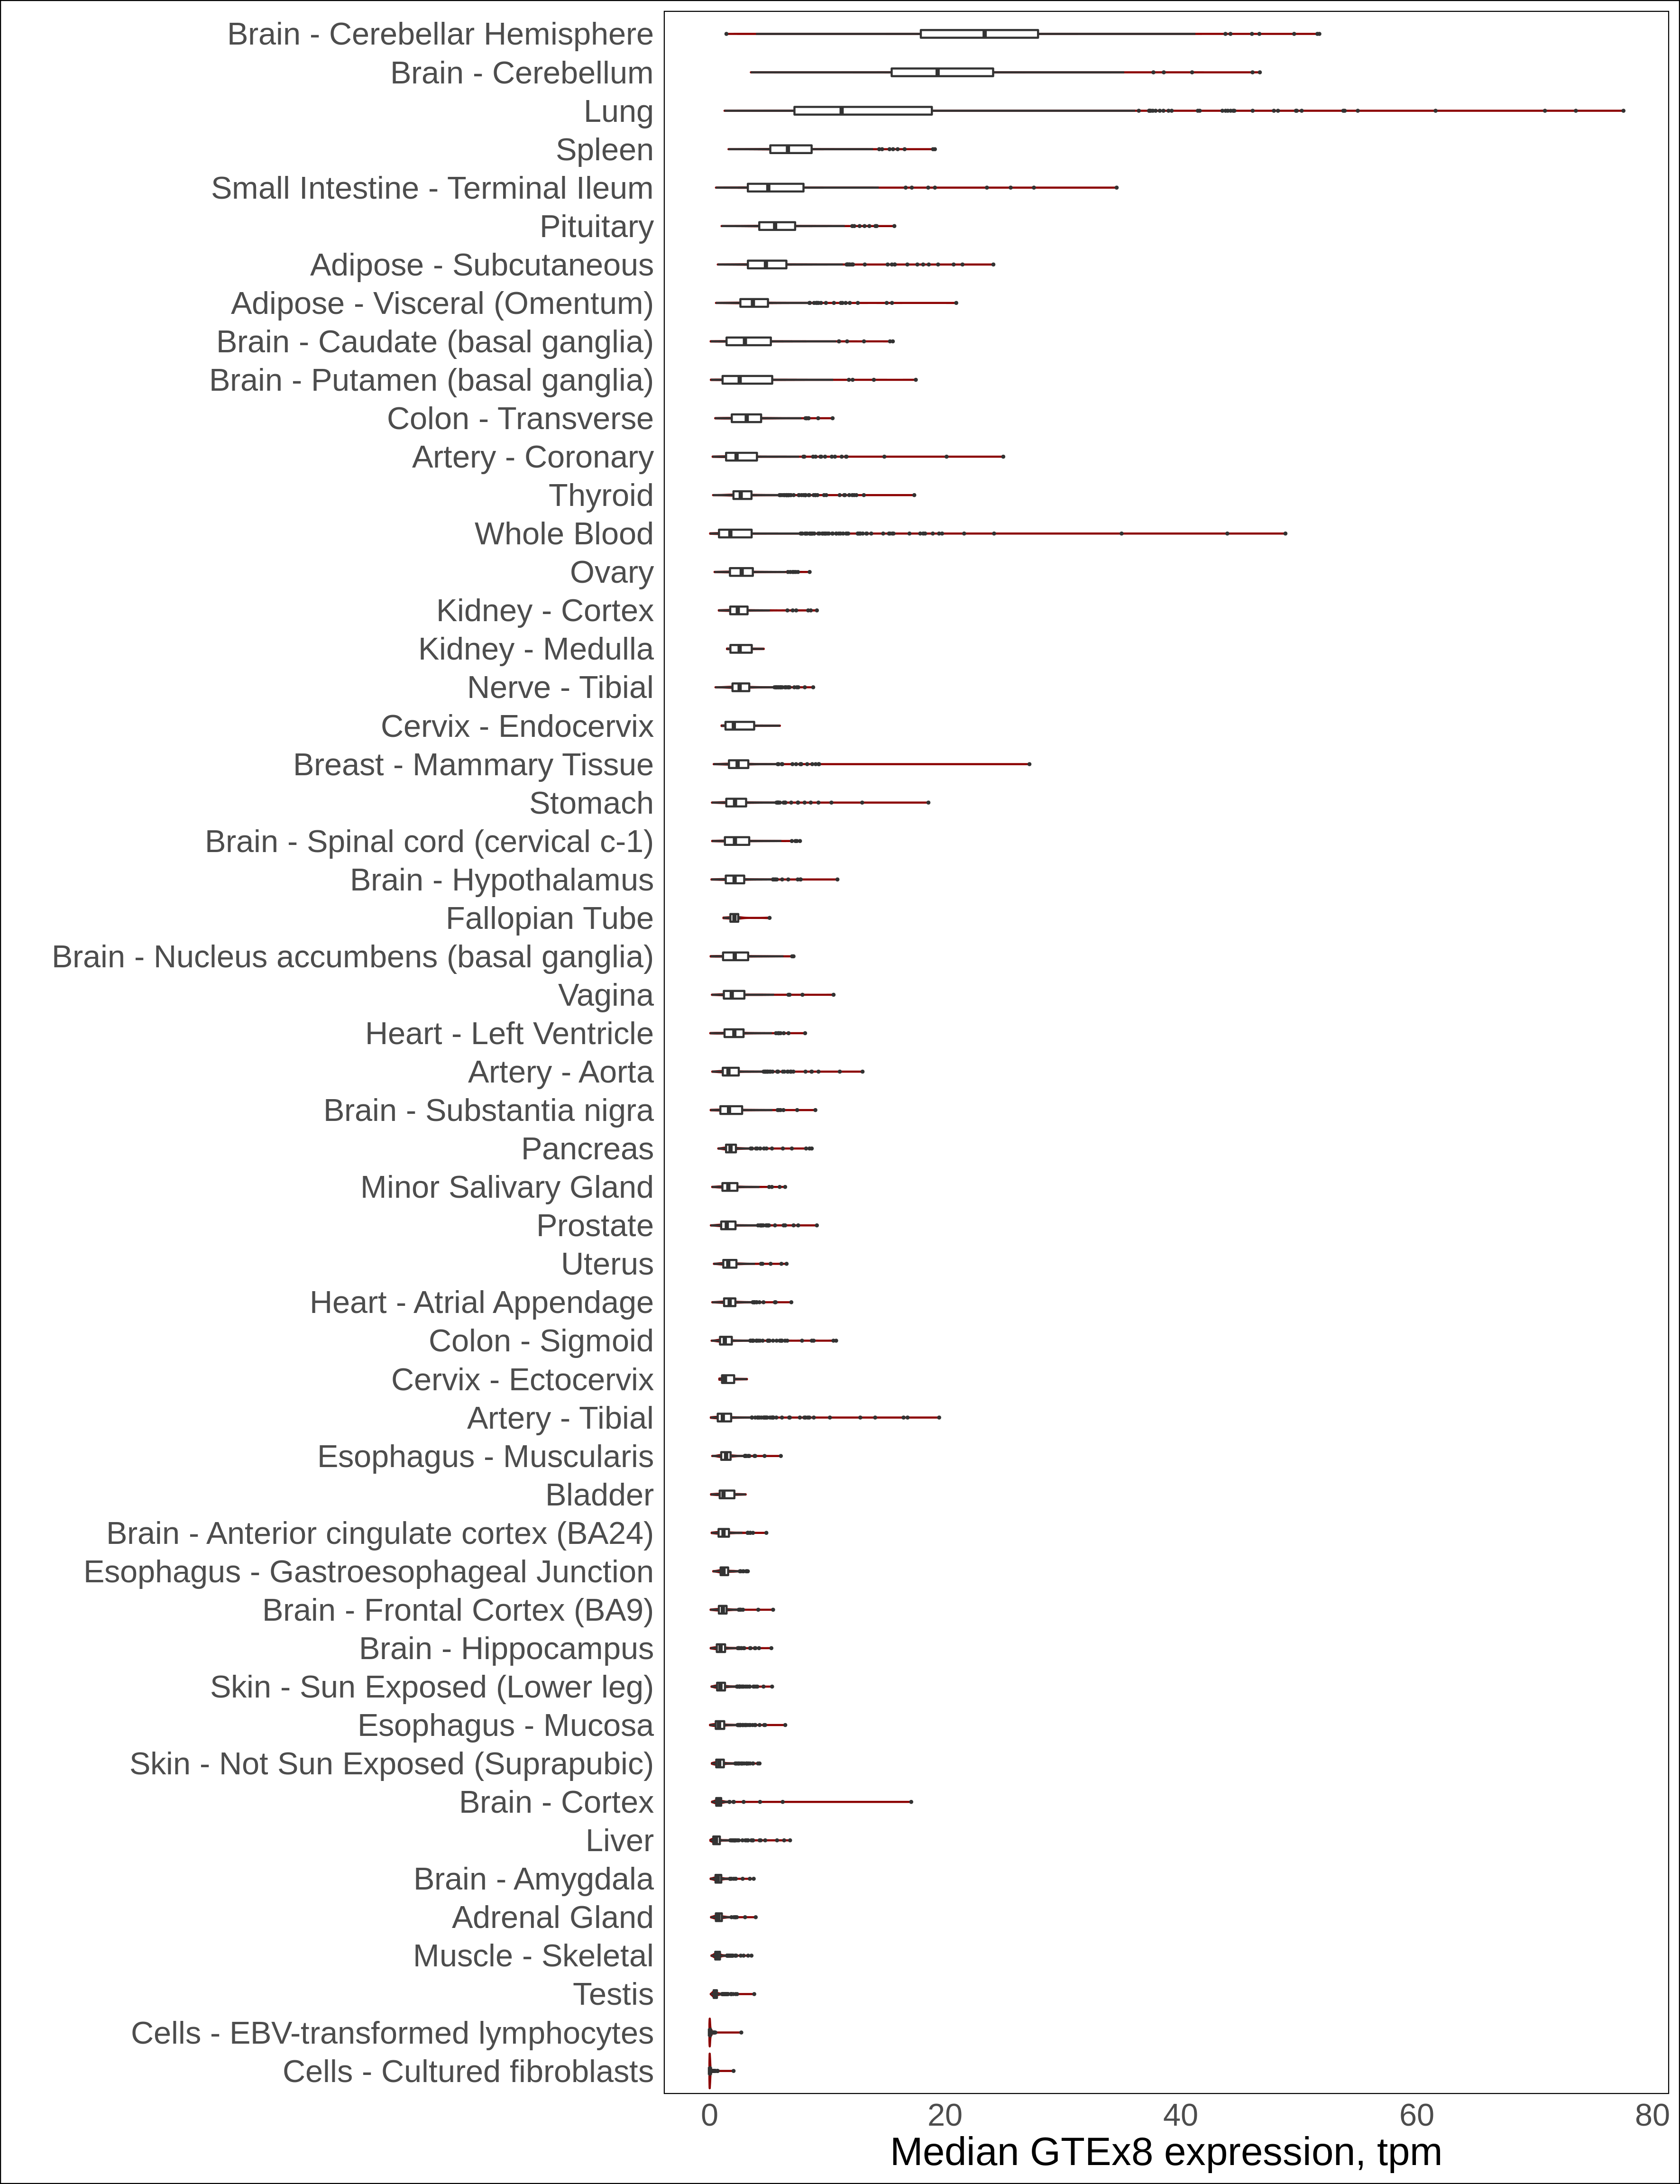 Brain - Cerebellar Hemisphere
Brain - Cerebellum
Lung
Spleen
Small Intestine - Terminal Ileum
Pituitary
Adipose - Subcutaneous
Adipose - Visceral (Omentum)
Brain - Caudate (basal ganglia)
Brain - Putamen (basal ganglia)
Colon - Transverse
Artery - Coronary
Thyroid
Whole Blood
Ovary
Kidney - Cortex
Kidney - Medulla
Nerve - Tibial
Cervix - Endocervix
Breast - Mammary Tissue
Stomach
Brain - Spinal cord (cervical c-1)
Brain - Hypothalamus
Fallopian Tube
Brain - Nucleus accumbens (basal ganglia)
Vagina
Heart - Left Ventricle
Artery - Aorta
Brain - Substantia nigra
Pancreas
Minor Salivary Gland
Prostate
Uterus
Heart - Atrial Appendage
Colon - Sigmoid
Cervix - Ectocervix
Artery - Tibial
Esophagus - Muscularis
Bladder
Brain - Anterior cingulate cortex (BA24)
Esophagus - Gastroesophageal Junction
Brain - Frontal Cortex (BA9)
Brain - Hippocampus
Skin - Sun Exposed (Lower leg)
Esophagus - Mucosa
Skin - Not Sun Exposed (Suprapubic)
Brain - Cortex
Liver
Brain - Amygdala
Adrenal Gland
Muscle - Skeletal
Testis
Cells - EBV-transformed lymphocytes
Cells - Cultured fibroblasts
0 20 40 60 80
Median GTEx8 expression, tpm